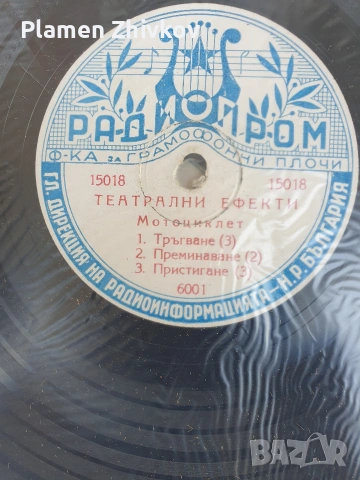 Plamen Zhivkov
РАДИОПРОМ
Ф-КА ЗА ГРАМОФОННИ ПЛОЧИ
15018 15018
ТЕАТРАЛНИ ЕФЕКТИ
Мотоциклет
1. Тръгване (3)
2. Преминаване (2)
3. Пристигане (3)
6001
ГЛ. ДИРЕКЦИЯ НА РАДИОИНФОРМАЦИЯТА - Н.Р. БЪЛГАРИЯ
BAZAR